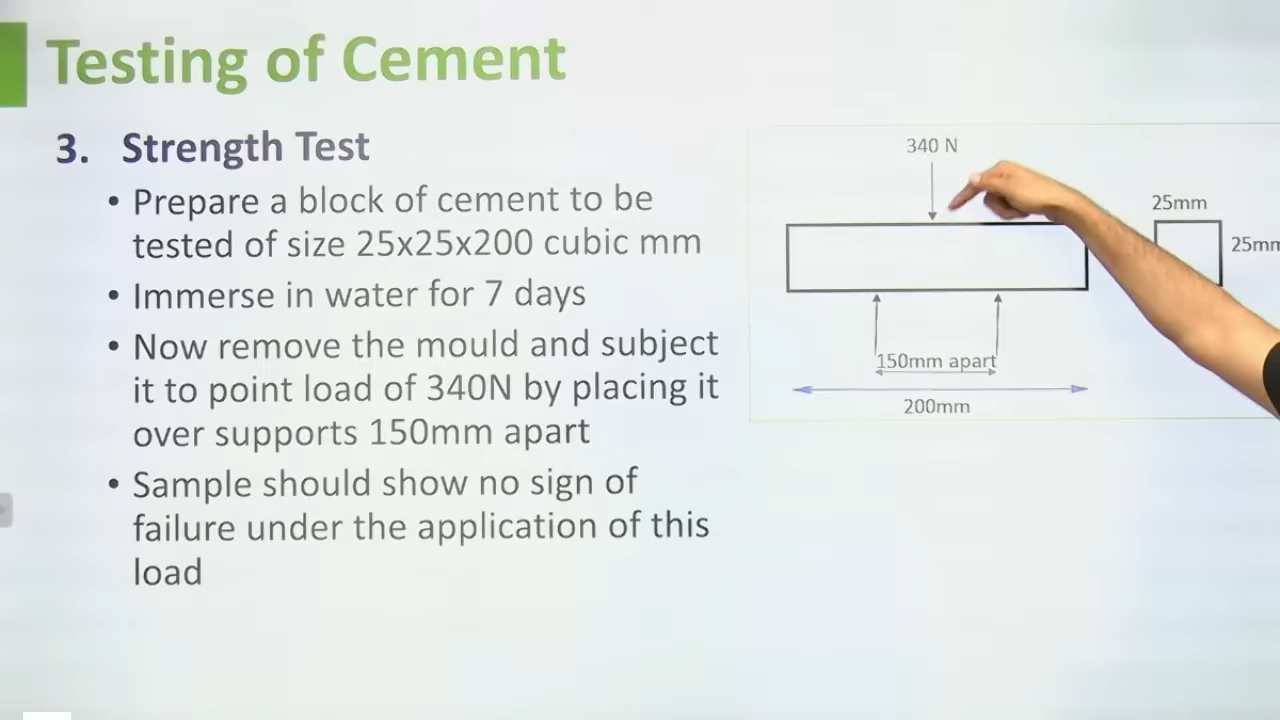 Testing of Cement
3. Strength Test
• Prepare a block of cement to be
tested of size 25x25x200 cubic mm
• Immerse in water for 7 days
• Now remove the mould and subject
it to point load of 340N by placing it
over supports 150mm apart
• Sample should show no sign of
failure under the application of this
load
340 N
25mm
25mm
150mm apart
200mm